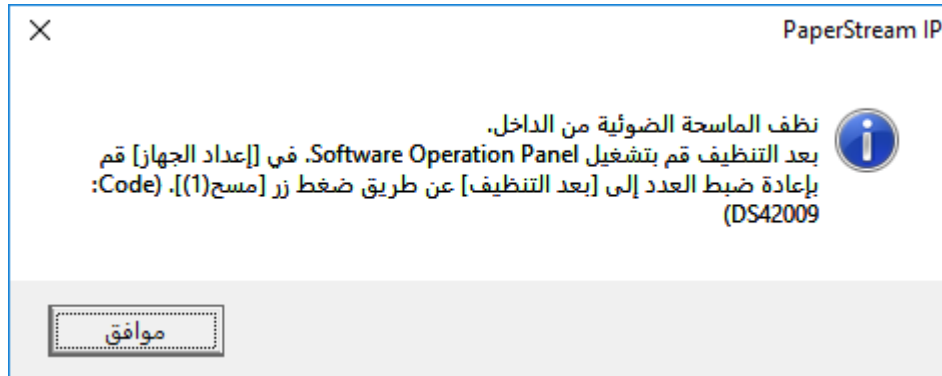 PaperStream IP
نظف الماسحة الضوئية من الداخل.
بعد التنظيف قم بتشغيل Software Operation Panel. في [إعداد الجهاز] قم
بإعادة ضبط العدد إلى [بعد التنظيف] عن طريق ضغط زر [مسح(1)]. (Code:
DS42009)
موافق